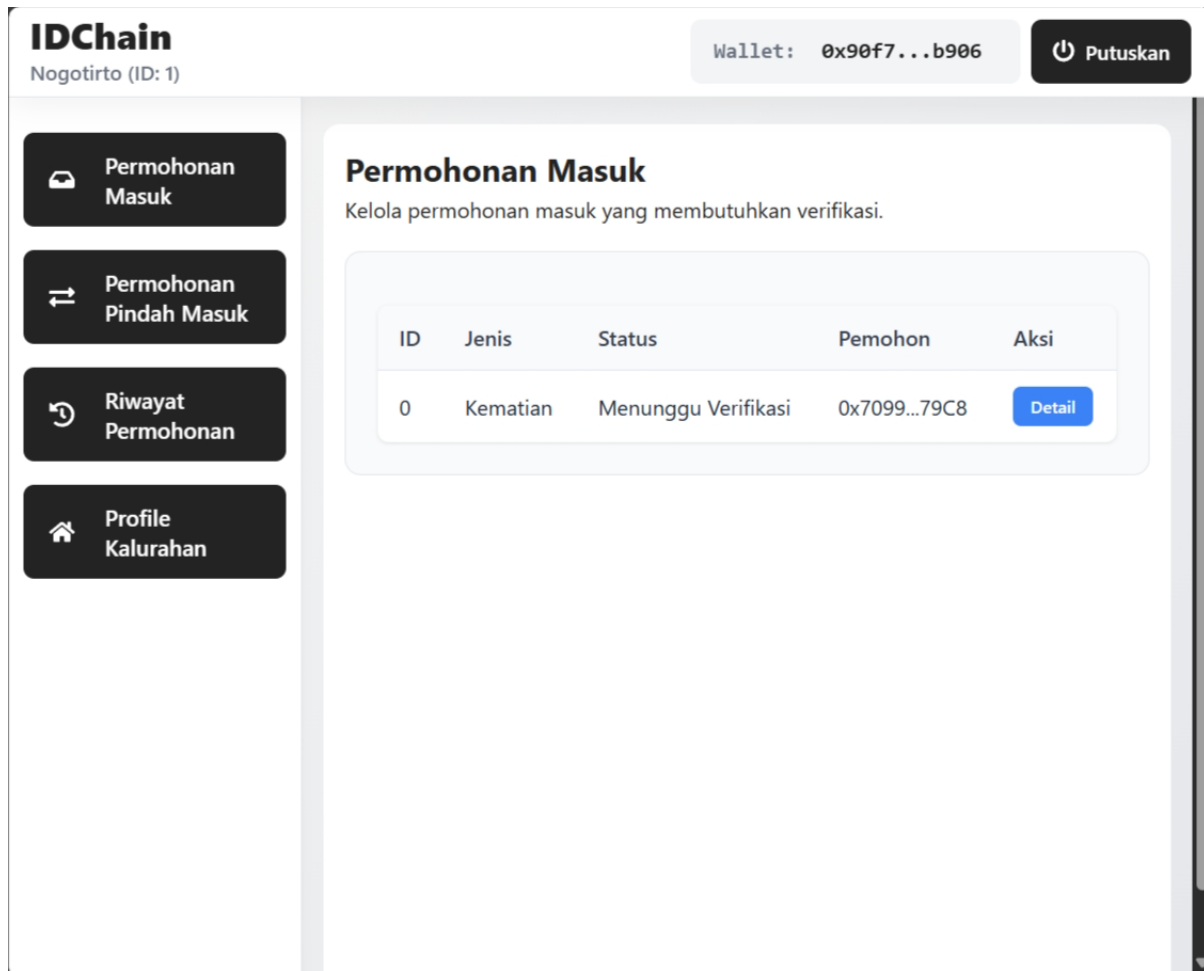 IDChain
Nogotirto (ID: 1)
Wallet: 0x90f7...b906
Putuskan
Permohonan
Masuk
Permohonan
Pindah Masuk
Riwayat
Permohonan
Profile
Kalurahan
Permohonan Masuk
Kelola permohonan masuk yang membutuhkan verifikasi.
ID Jenis Status Pemohon Aksi
0 Kematian Menunggu Verifikasi 0x7099...79C8 Detail